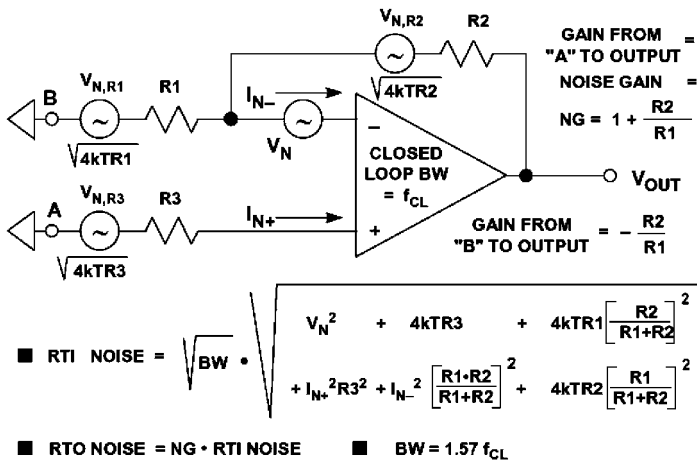 V_N,R2
R2
GAIN FROM =
"A" TO OUTPUT
NOISE GAIN =
NG = 1 + R2/R1
V_N,R1
R1
B
I_N–
√4kTR2
√4kTR1
V_N
–
CLOSED
LOOP BW
= f_CL
V_OUT
V_N,R3
R3
A
I_N+
+
√4kTR3
GAIN FROM
"B" TO OUTPUT = – R2/R1
■ RTI NOISE = √BW • √ V_N² + 4kTR3 + 4kTR1 [R2/(R1+R2)]²
+ I_N+² R3² + I_N–² [R1•R2/(R1+R2)]² + 4kTR2 [R1/(R1+R2)]²
■ RTO NOISE = NG • RTI NOISE
■ BW = 1.57 f_CL